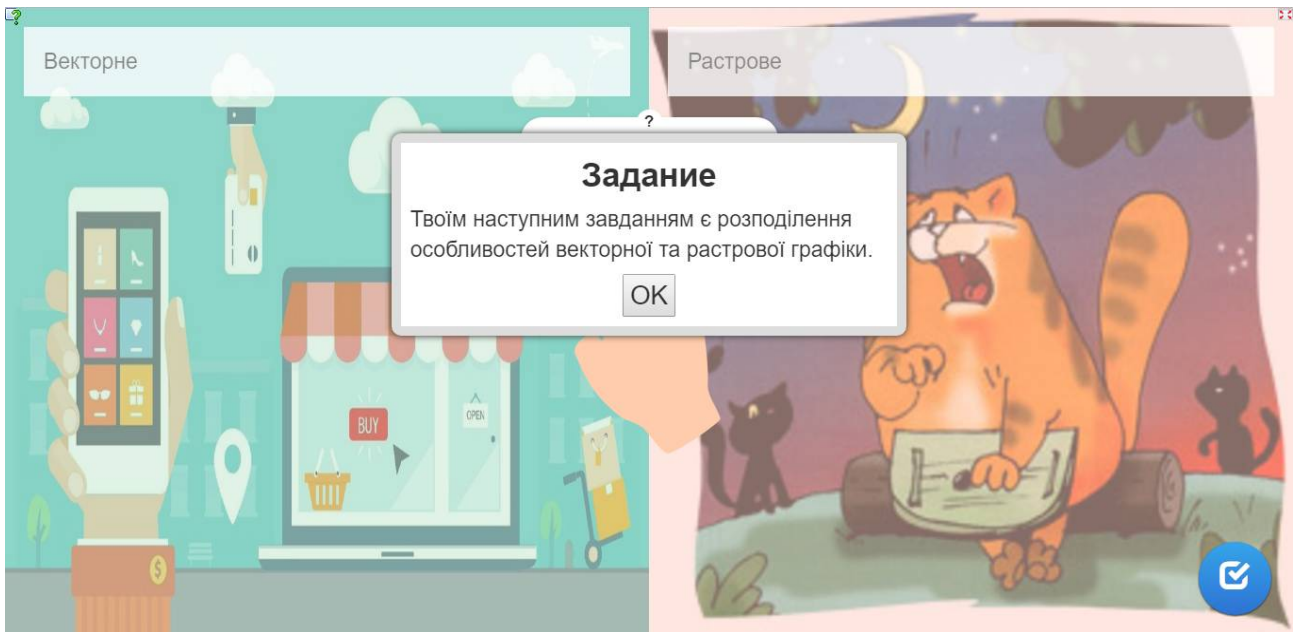 Векторне
Растрове
?
Задание
Твоїм наступним завданням є розподілення
особливостей векторної та растрової графіки.
OK
BUY
OPEN
$